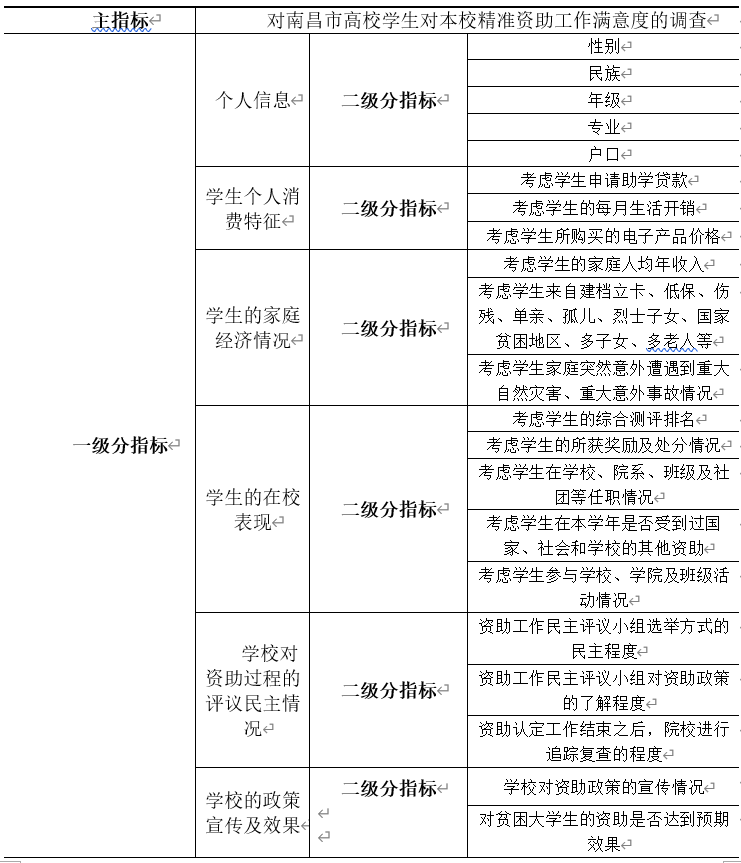 主指标
对南昌市高校学生对本校精准资助工作满意度的调查
一级分指标
个人信息
二级分指标
性别
民族
年级
专业
户口
学生个人消
费特征
二级分指标
考虑学生申请助学贷款
考虑学生的每月生活开销
考虑学生所购买的电子产品价格
学生的家庭
经济情况
二级分指标
考虑学生的家庭人均年收入
考虑学生来自建档立卡、低保、伤
残、单亲、孤儿、烈士子女、国家
贫困地区、多子女、多老人等
考虑学生家庭突然意外遭遇到重大
自然灾害、重大意外事故情况
学生的在校
表现
二级分指标
考虑学生的综合测评排名
考虑学生的所获奖励及处分情况
考虑学生在学校、院系、班级及社
团等任职情况
考虑学生在本学年是否受到过国
家、社会和学校的其他资助
考虑学生参与学校、学院及班级活
动情况
学校对
资助过程的
评议民主情
况
二级分指标
资助工作民主评议小组选举方式的
民主程度
资助工作民主评议小组对资助政策
的了解程度
资助认定工作结束之后，院校进行
追踪复查的程度
学校的政策
宣传及效果
二级分指标
学校对资助政策的宣传情况
对贫困大学生的资助是否达到预期
效果